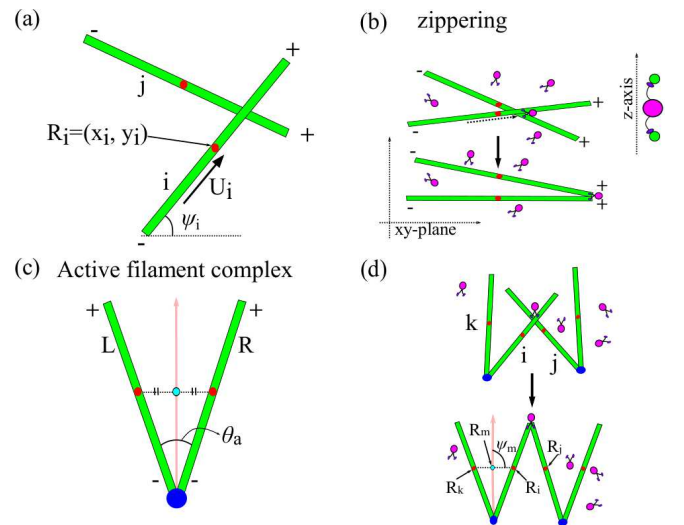 (a)
-
+
j
R_i=(x_i, y_i)
+
i
U_i
ψ_i
-
(b) zippering
-
+
-
+
z-axis
-
+
-
+
xy-plane
(c) Active filament complex
+
+
L
R
θ_a
-
-
(d)
k
i
j
R_m
ψ_m
R_j
R_k
R_i